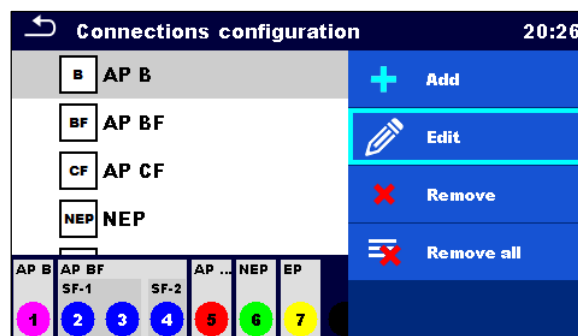 Connections configuration 20:26
B AP B
BF AP BF
CF AP CF
NEP NEP
Add
Edit
Remove
Remove all
AP B AP BF AP ... NEP EP
SF-1 SF-2
1 2 3 4 5 6 7